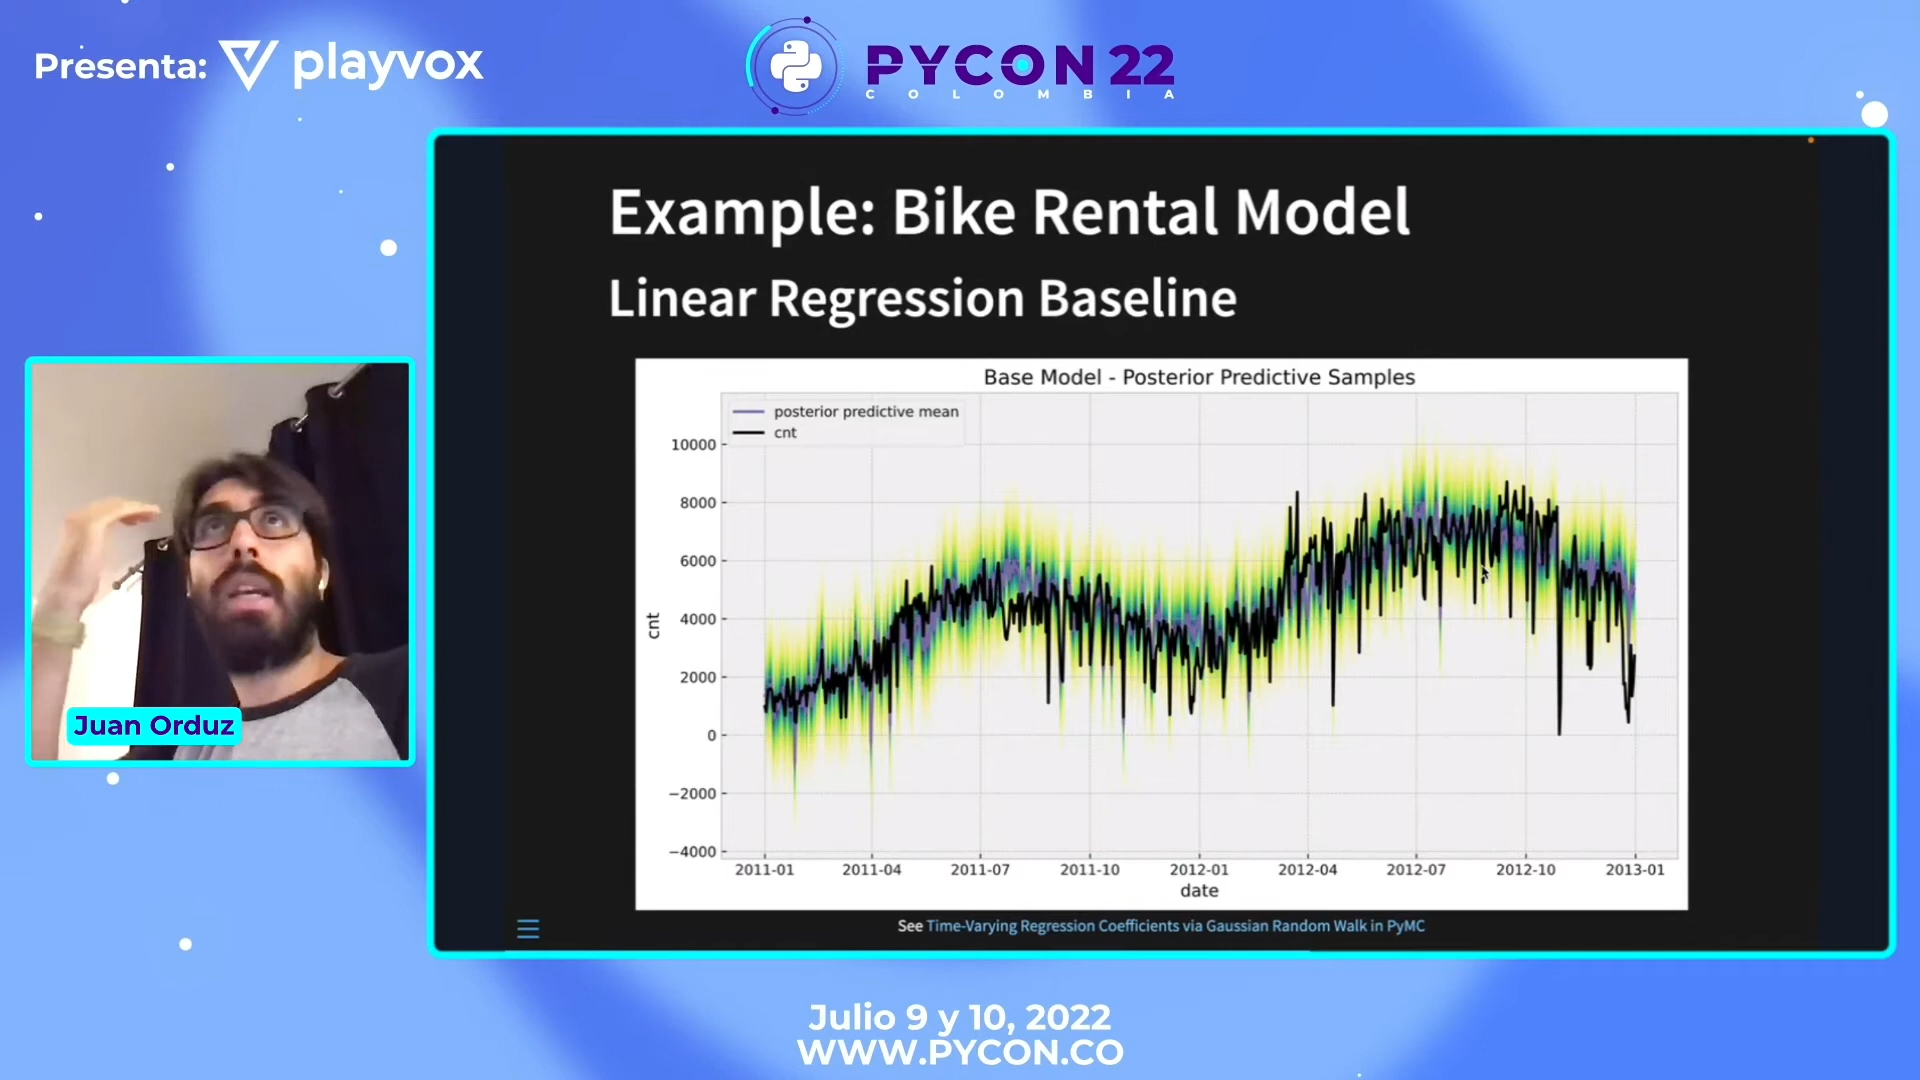 Presenta: playvox
PYCON 22
COLOMBIA
Example: Bike Rental Model
Linear Regression Baseline
Base Model - Posterior Predictive Samples
posterior predictive mean
cnt
10000
8000
6000
4000
2000
0
−2000
−4000
cnt
2011-01 2011-04 2011-07 2011-10 2012-01 2012-04 2012-07 2012-10 2013-01
date
See Time-Varying Regression Coefficients via Gaussian Random Walk in PyMC
Juan Orduz
Julio 9 y 10, 2022
WWW.PYCON.CO